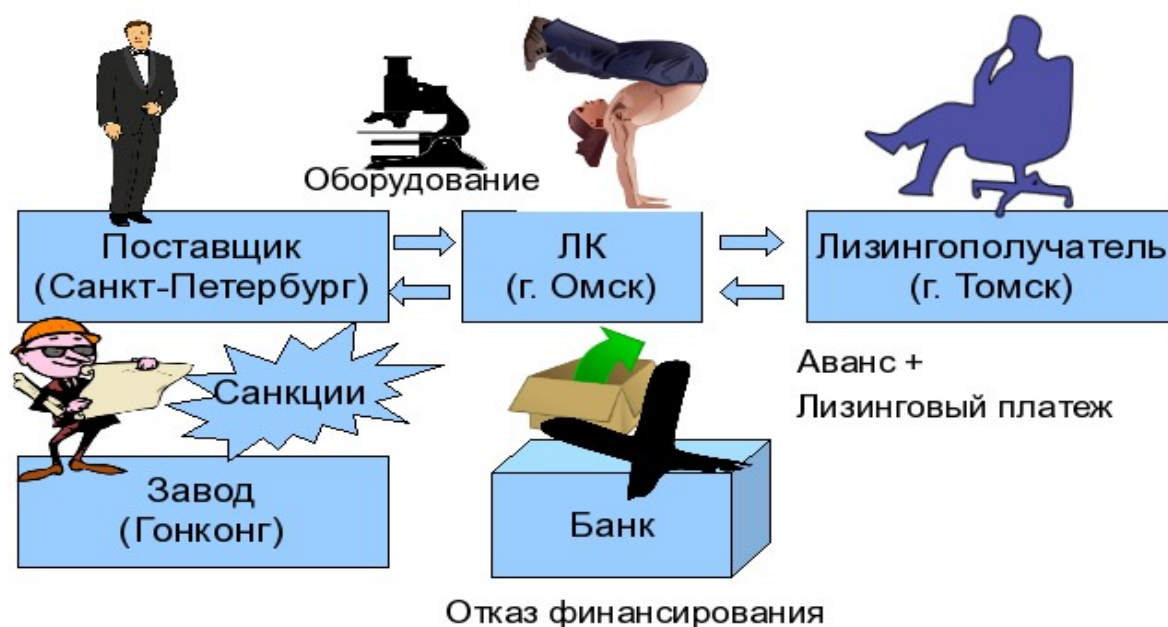 Оборудование
Поставщик
(Санкт-Петербург)
ЛК
(г. Омск)
Лизингополучатель
(г. Томск)
Санкции
Аванс +
Лизинговый платеж
Завод
(Гонконг)
Банк
Отказ финансирования